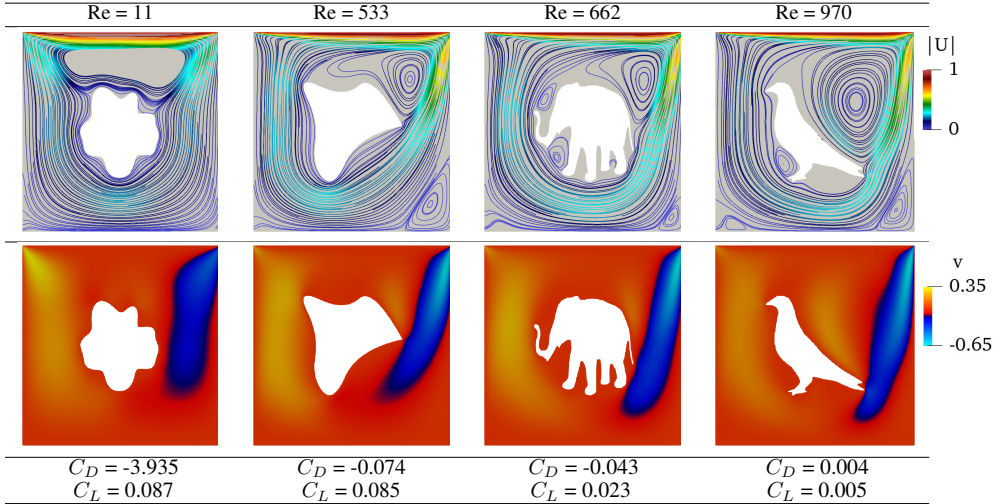 Re = 11 Re = 533 Re = 662 Re = 970
|U|
1
0
v
0.35
-0.65
C_D = -3.935 C_D = -0.074 C_D = -0.043 C_D = 0.004
C_L = 0.087 C_L = 0.085 C_L = 0.023 C_L = 0.005